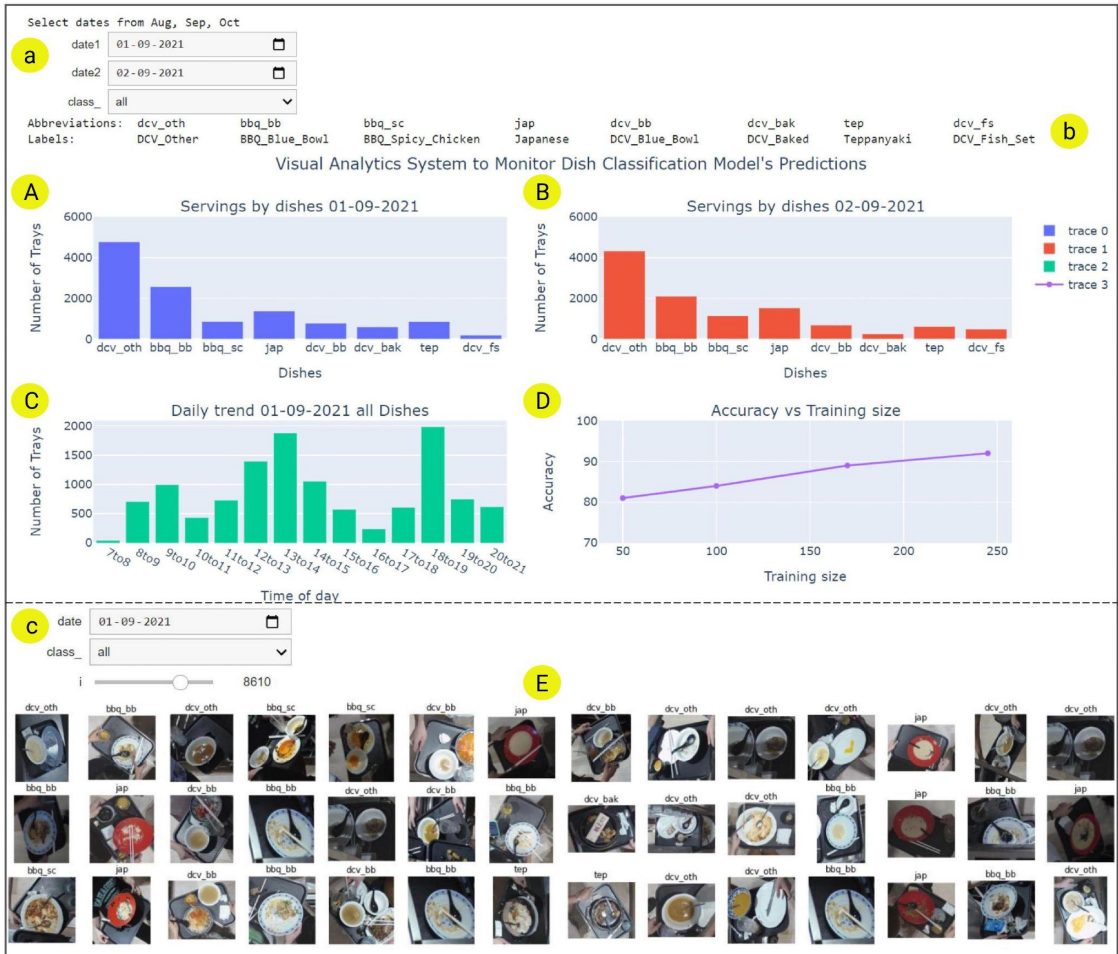 Select dates from Aug, Sep, Oct
a
date1 01-09-2021
date2 02-09-2021
class_ all
Abbreviations: dcv_oth bbq_bb bbq_sc jap dcv_bb dcv_bak tep dcv_fs
Labels: DCV_Other BBQ_Blue_Bowl BBQ_Spicy_Chicken Japanese DCV_Blue_Bowl DCV_Baked Teppanyaki DCV_Fish_Set
b
Visual Analytics System to Monitor Dish Classification Model's Predictions
A
Servings by dishes 01-09-2021
Number of Trays
6000
4000
2000
0
dcv_oth bbq_bb bbq_sc jap dcv_bb dcv_bak tep dcv_fs
Dishes
B
Servings by dishes 02-09-2021
Number of Trays
6000
4000
2000
0
dcv_oth bbq_bb bbq_sc jap dcv_bb dcv_bak tep dcv_fs
Dishes
trace 0
trace 1
trace 2
trace 3
C
Daily trend 01-09-2021 all Dishes
Number of Trays
2000
1500
1000
500
0
7to8 8to9 9to10 10to11 11to12 12to13 13to14 14to15 15to16 16to17 17to18 18to19 19to20 20to21
Time of day
D
Accuracy vs Training size
Accuracy
100
90
80
70
50 100 150 200 250
Training size
c
date 01-09-2021
class_ all
i 8610
E
dcv_oth bbq_bb dcv_oth bbq_sc bbq_sc dcv_bb jap dcv_bb dcv_oth dcv_oth dcv_oth jap dcv_oth dcv_oth
bbq_bb jap dcv_bb bbq_bb dcv_oth dcv_bb bbq_bb dcv_bak dcv_oth dcv_oth bbq_bb jap bbq_bb jap
bbq_sc jap dcv_bb bbq_bb dcv_bb bbq_bb tep tep dcv_oth dcv_oth bbq_bb jap bbq_bb dcv_oth